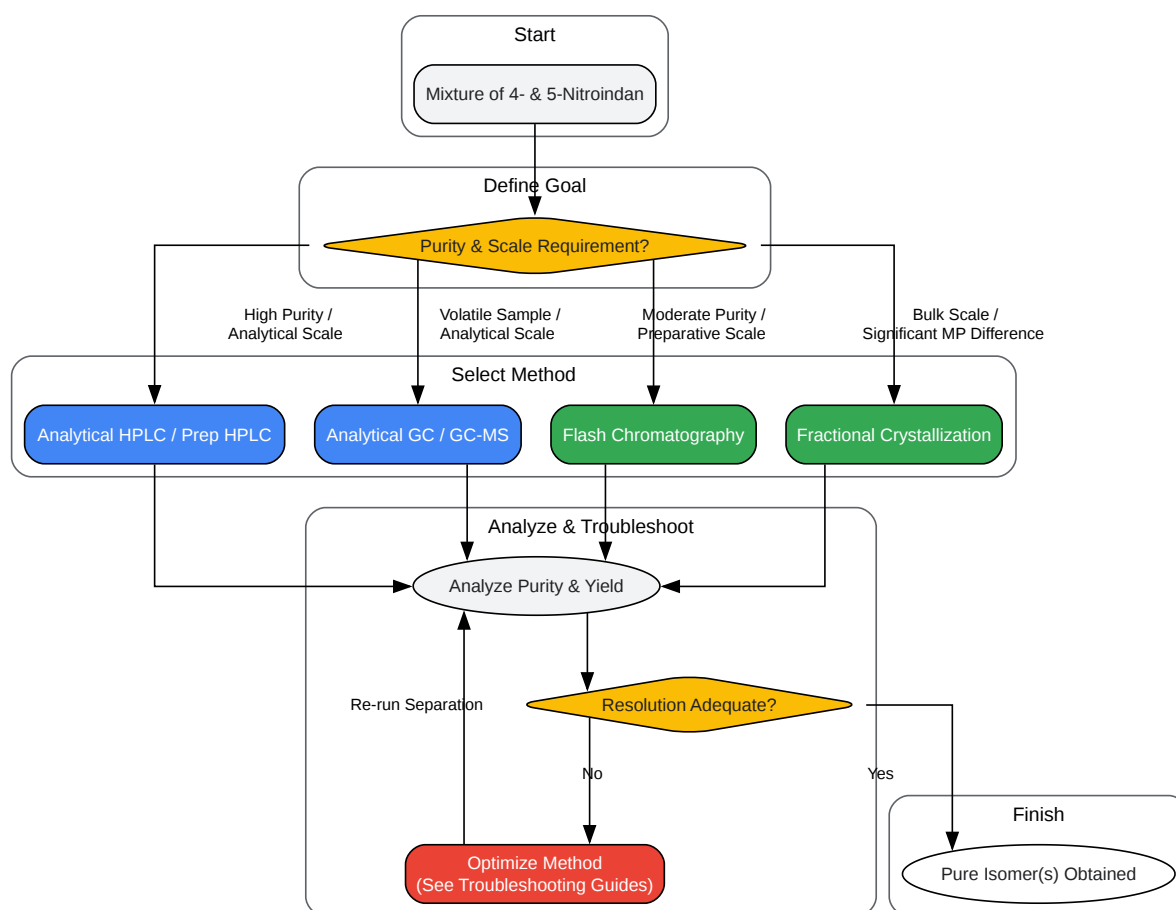 Start
Mixture of 4- & 5-Nitroindan
Define Goal
Purity & Scale Requirement?
High Purity /
Analytical Scale
Volatile Sample /
Analytical Scale
Moderate Purity /
Preparative Scale
Bulk Scale /
Significant MP Difference
Select Method
Analytical HPLC / Prep HPLC
Analytical GC / GC-MS
Flash Chromatography
Fractional Crystallization
Analyze & Troubleshoot
Analyze Purity & Yield
Re-run Separation
Resolution Adequate?
No
Yes
Optimize Method
(See Troubleshooting Guides)
Finish
Pure Isomer(s) Obtained